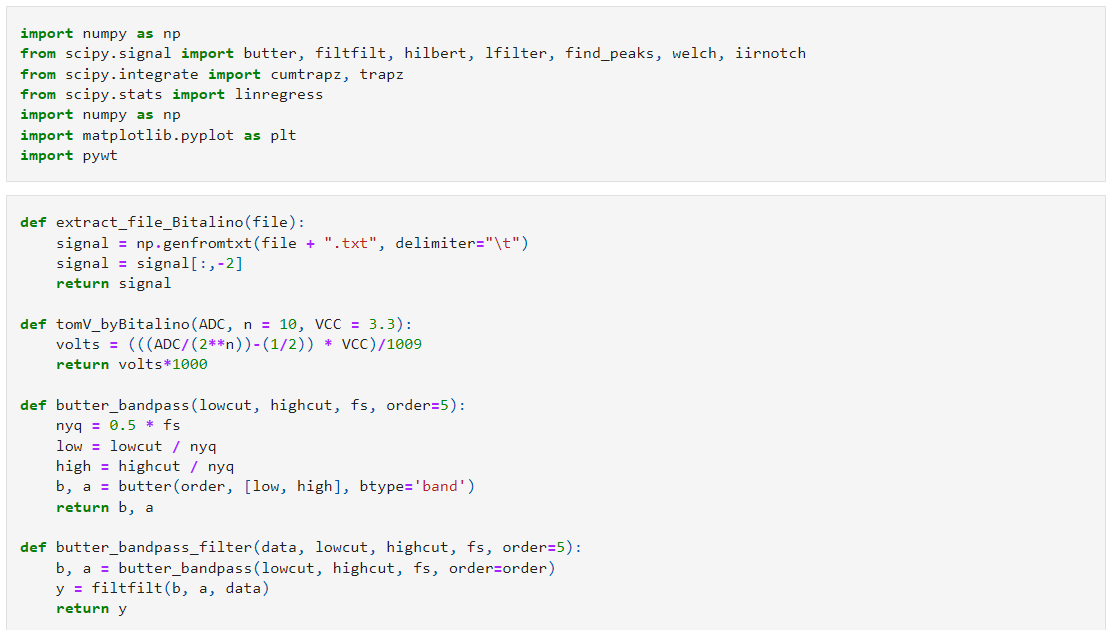 import numpy as np
from scipy.signal import butter, filtfilt, hilbert, lfilter, find_peaks, welch, iirnotch
from scipy.integrate import cumtrapz, trapz
from scipy.stats import linregress
import numpy as np
import matplotlib.pyplot as plt
import pywt

def extract_file_Bitalino(file):
    signal = np.genfromtxt(file + ".txt", delimiter="\t")
    signal = signal[:,-2]
    return signal

def tomV_byBitalino(ADC, n = 10, VCC = 3.3):
    volts = (((ADC/(2**n))-(1/2)) * VCC)/1009
    return volts*1000

def butter_bandpass(lowcut, highcut, fs, order=5):
    nyq = 0.5 * fs
    low = lowcut / nyq
    high = highcut / nyq
    b, a = butter(order, [low, high], btype='band')
    return b, a

def butter_bandpass_filter(data, lowcut, highcut, fs, order=5):
    b, a = butter_bandpass(lowcut, highcut, fs, order=order)
    y = filtfilt(b, a, data)
    return y